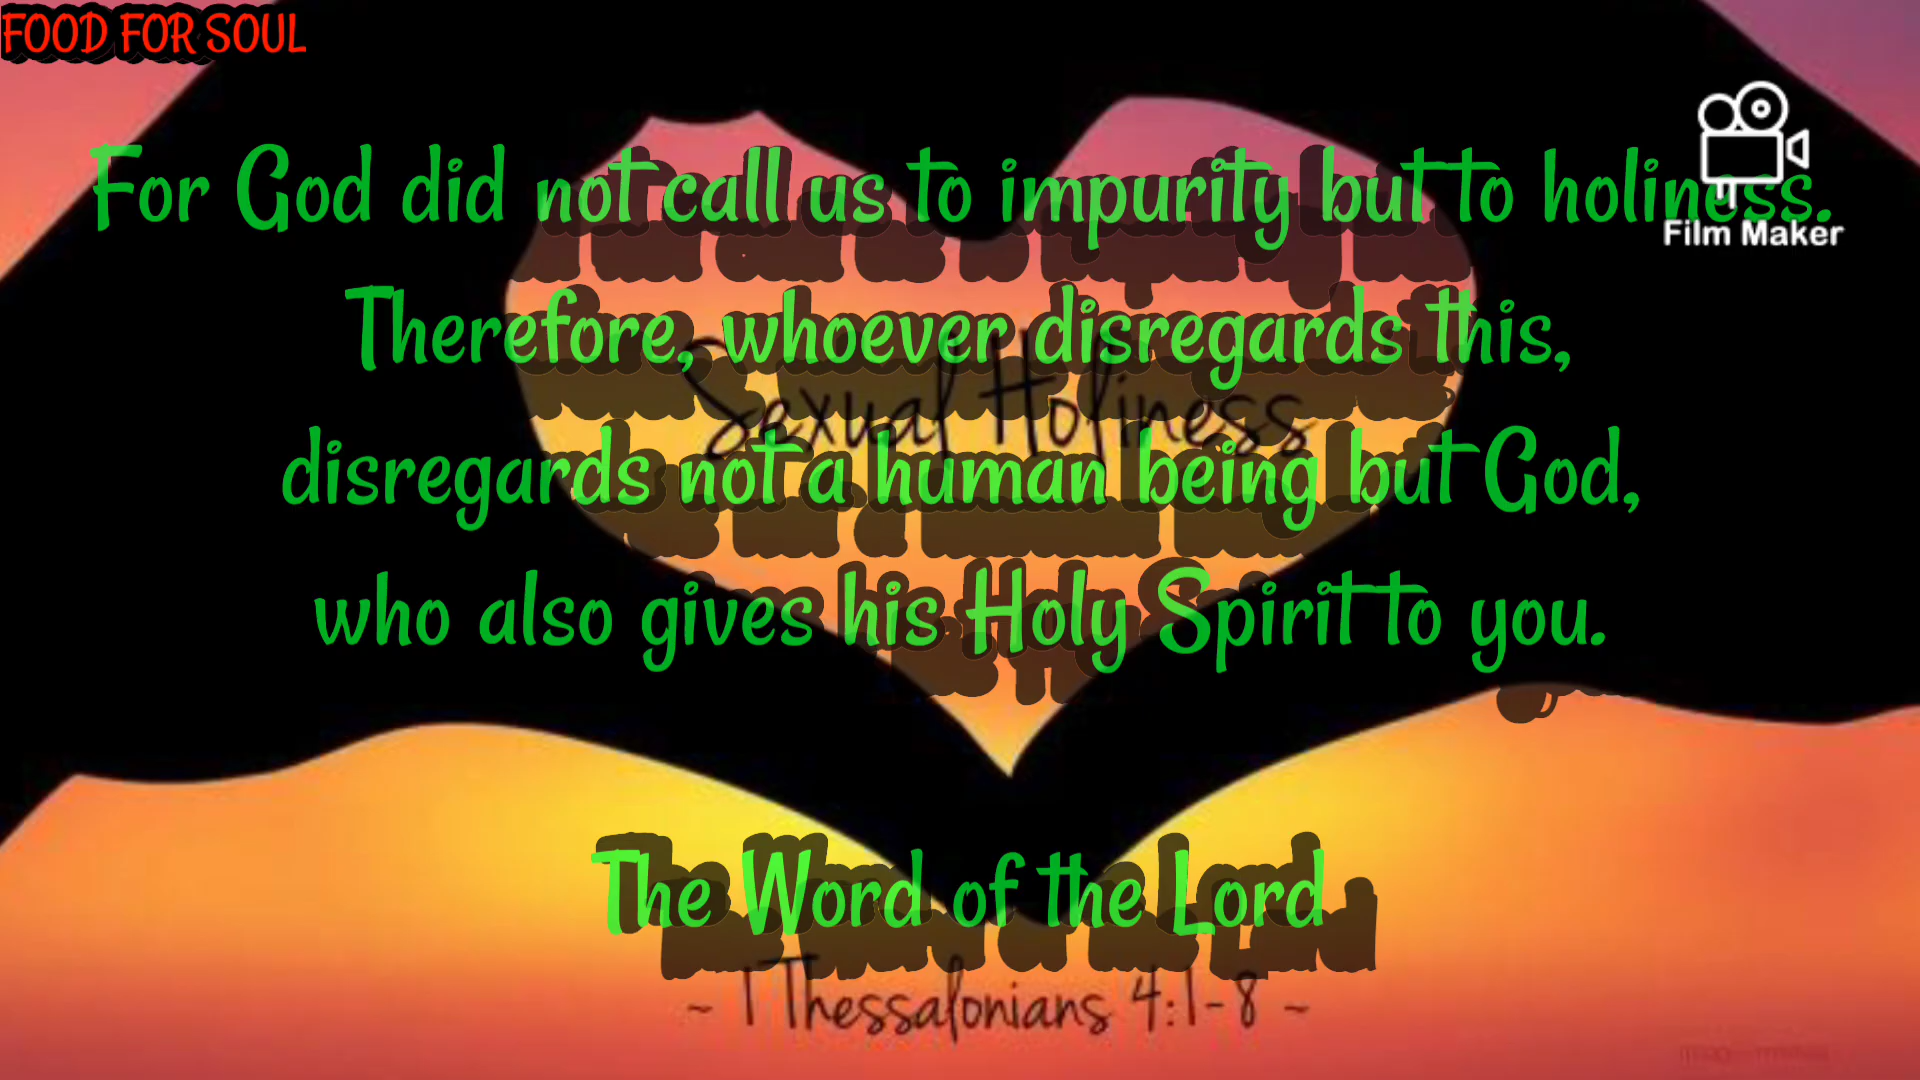 FOOD FOR SOUL
For God did not call us to impurity but to holiness.
Film Maker
Therefore, whoever disregards this,
Sexual Holiness
disregards not a human being but God,
who also gives his Holy Spirit to you.
The Word of the Lord
~ 1 Thessalonians 4:1-8 ~